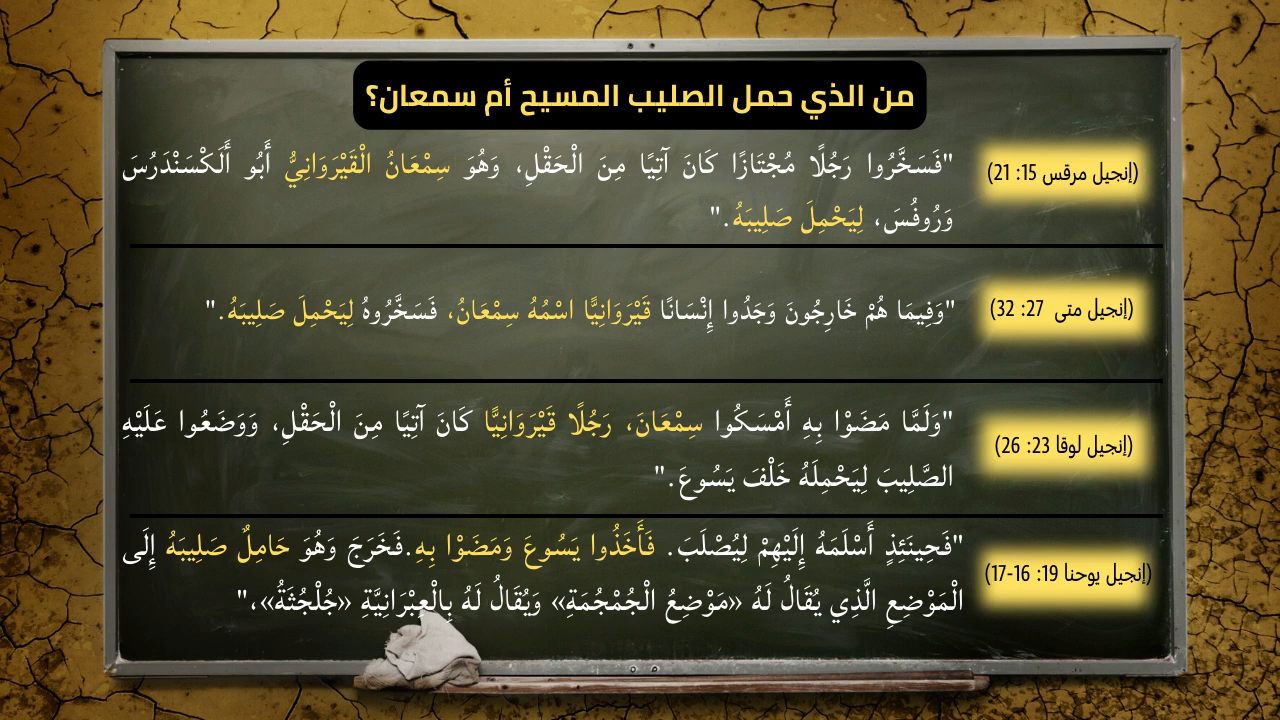 من الذي حمل الصليب المسيح أم سمعان؟
(إنجيل مرقس 15: 21)
"فَسَخَّرُوا رَجُلًا مُجْتَازًا كَانَ آتِيًا مِنَ الْحَقْلِ، وَهُوَ سِمْعَانُ الْقَيْرَوَانِيُّ أَبُو أَلَكْسَنْدَرُسَ
وَرُوفُسَ، لِيَحْمِلَ صَلِيبَهُ."
(إنجيل متى 27: 32)
"وَفِيمَا هُمْ خَارِجُونَ وَجَدُوا إِنْسَانًا قَيْرَوَانِيًّا اسْمُهُ سِمْعَانُ، فَسَخَّرُوهُ لِيَحْمِلَ صَلِيبَهُ."
(إنجيل لوقا 23: 26)
"وَلَمَّا مَضَوْا بِهِ أَمْسَكُوا سِمْعَانَ، رَجُلًا قَيْرَوَانِيًّا كَانَ آتِيًا مِنَ الْحَقْلِ، وَوَضَعُوا عَلَيْهِ
الصَّلِيبَ لِيَحْمِلَهُ خَلْفَ يَسُوعَ."
(إنجيل يوحنا 19: 16-17)
"فَحِينَئِذٍ أَسْلَمَهُ إِلَيْهِمْ لِيُصْلَبَ. فَأَخَذُوا يَسُوعَ وَمَضَوْا بِهِ.فَخَرَجَ وَهُوَ حَامِلٌ صَلِيبَهُ إِلَى
الْمَوْضِعِ الَّذِي يُقَالُ لَهُ «مَوْضِعُ الْجُمْجُمَةِ» وَيُقَالُ لَهُ بِالْعِبْرَانِيَّةِ «جُلْجُثَةُ»،"